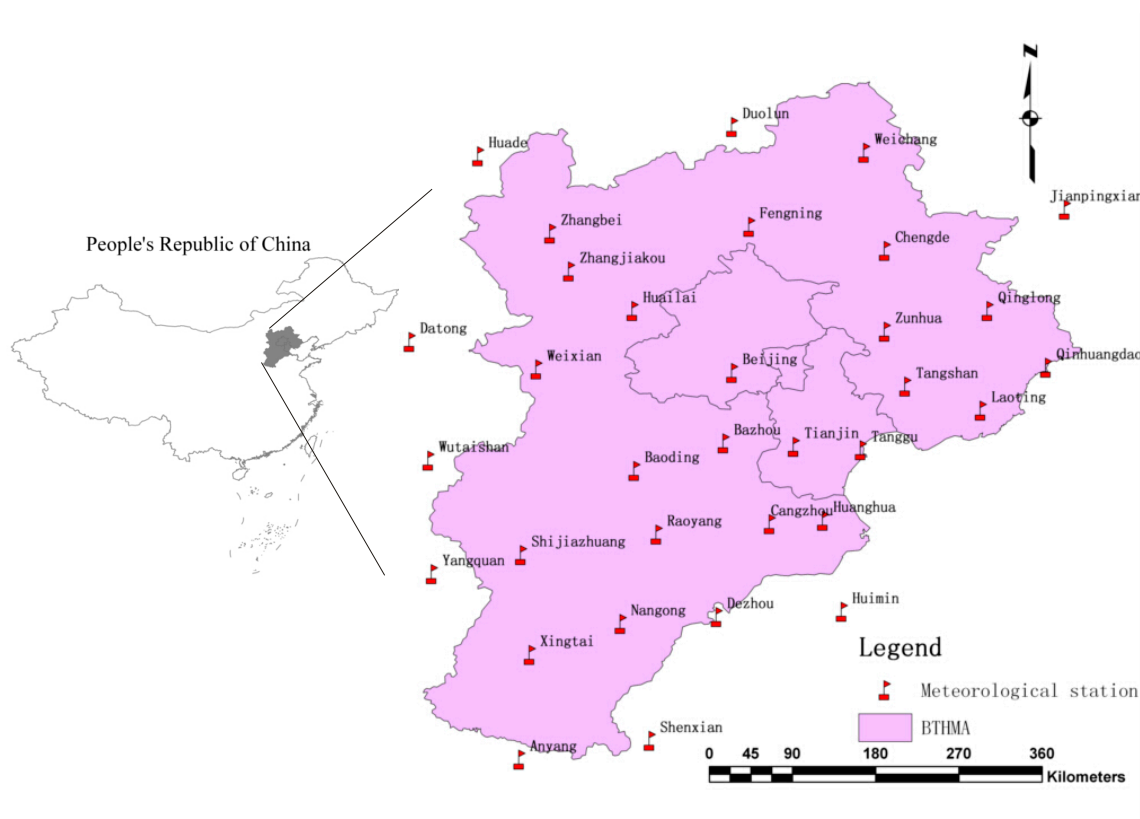 N
Duolun
Huade
Weichang
Jianpingxian
Zhangbei
Fengning
People's Republic of China
Chengde
Zhangjiakou
Huailai
Qinglong
Zunhua
Datong
Weixian
Beijing
Qinhuangdao
Tangshan
Laoting
Bazhou
Tianjin
Tanggu
Wutaishan
Baoding
Cangzhou
Huanghua
Raoyang
Shijiazhuang
Yangquan
Huimin
Dezhou
Nangong
Xingtai
Legend
Meteorological station
Shenxian
BTHMA
Anyang
0 45 90 180 270 360
Kilometers